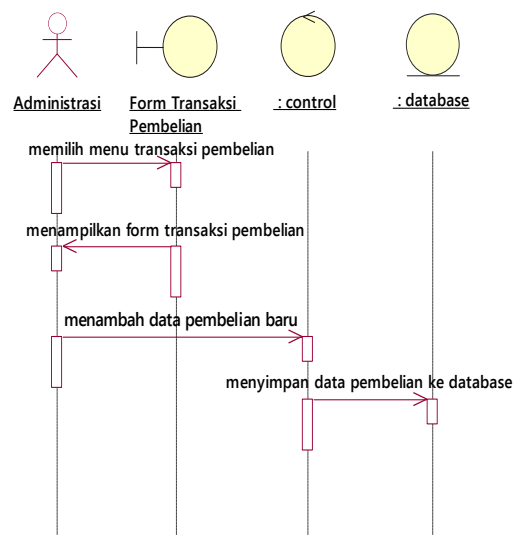 Administrasi
Form Transaksi
Pembelian
: control
: database
memilih menu transaksi pembelian
menampilkan form transaksi pembelian
menambah data pembelian baru
menyimpan data pembelian ke database